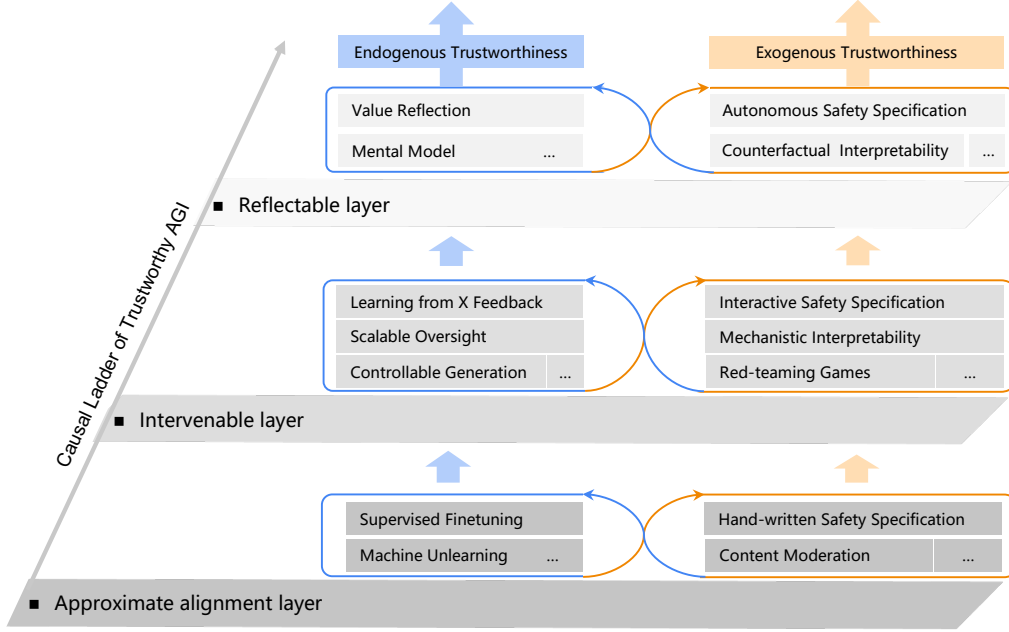 Endogenous Trustworthiness
Exogenous Trustworthiness
Value Reflection
Mental Model ...
Autonomous Safety Specification
Counterfactual Interpretability ...
■ Reflectable layer
Causal Ladder of Trustworthy AGI
Learning from X Feedback
Scalable Oversight
Controllable Generation ...
Interactive Safety Specification
Mechanistic Interpretability
Red-teaming Games ...
■ Intervenable layer
Supervised Finetuning
Machine Unlearning ...
Hand-written Safety Specification
Content Moderation ...
■ Approximate alignment layer